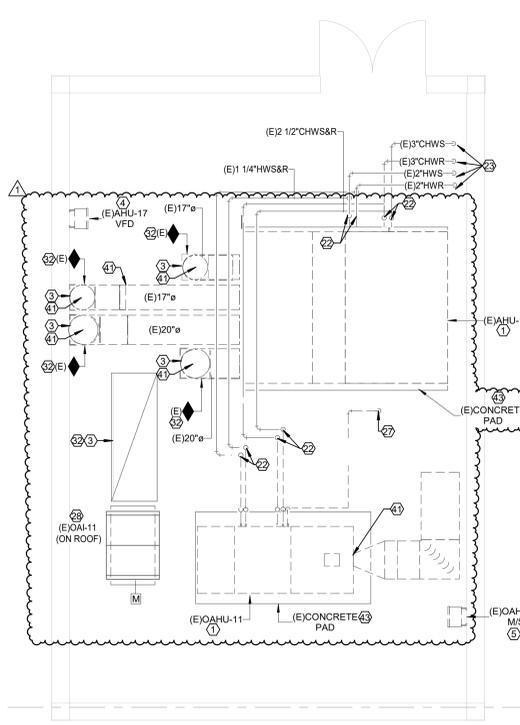 (E)2 1/2"CHWS&R
(E)3"CHWS
(E)3"CHWR
23
(E)1 1/4"HWS&R
(E)2"HWS
(E)2"HWR
1
4
(E)AHU-17
VFD
(E)17"ø
22
22
32 (E)
32 (E)
3
41
41
3
41
(E)17"ø
3
41
(E)20"ø
(E)AHU-
1
3
41
32 (E)
(E)
32
(E)20"ø
43
(E)CONCRET
PAD
27
32 3
22
22
28
(E)OAI-11
(ON ROOF)
41
M
(E)OAHU-11
1
(E)CONCRETE 43
PAD
(E)OAH
M/S
5